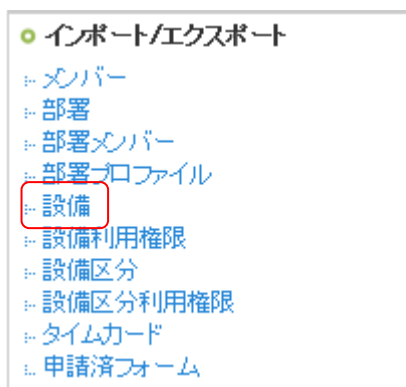 インポート/エクスポート
メンバー
部署
部署メンバー
部署プロファイル
設備
設備利用権限
設備区分
設備区分利用権限
タイムカード
申請済フォーム